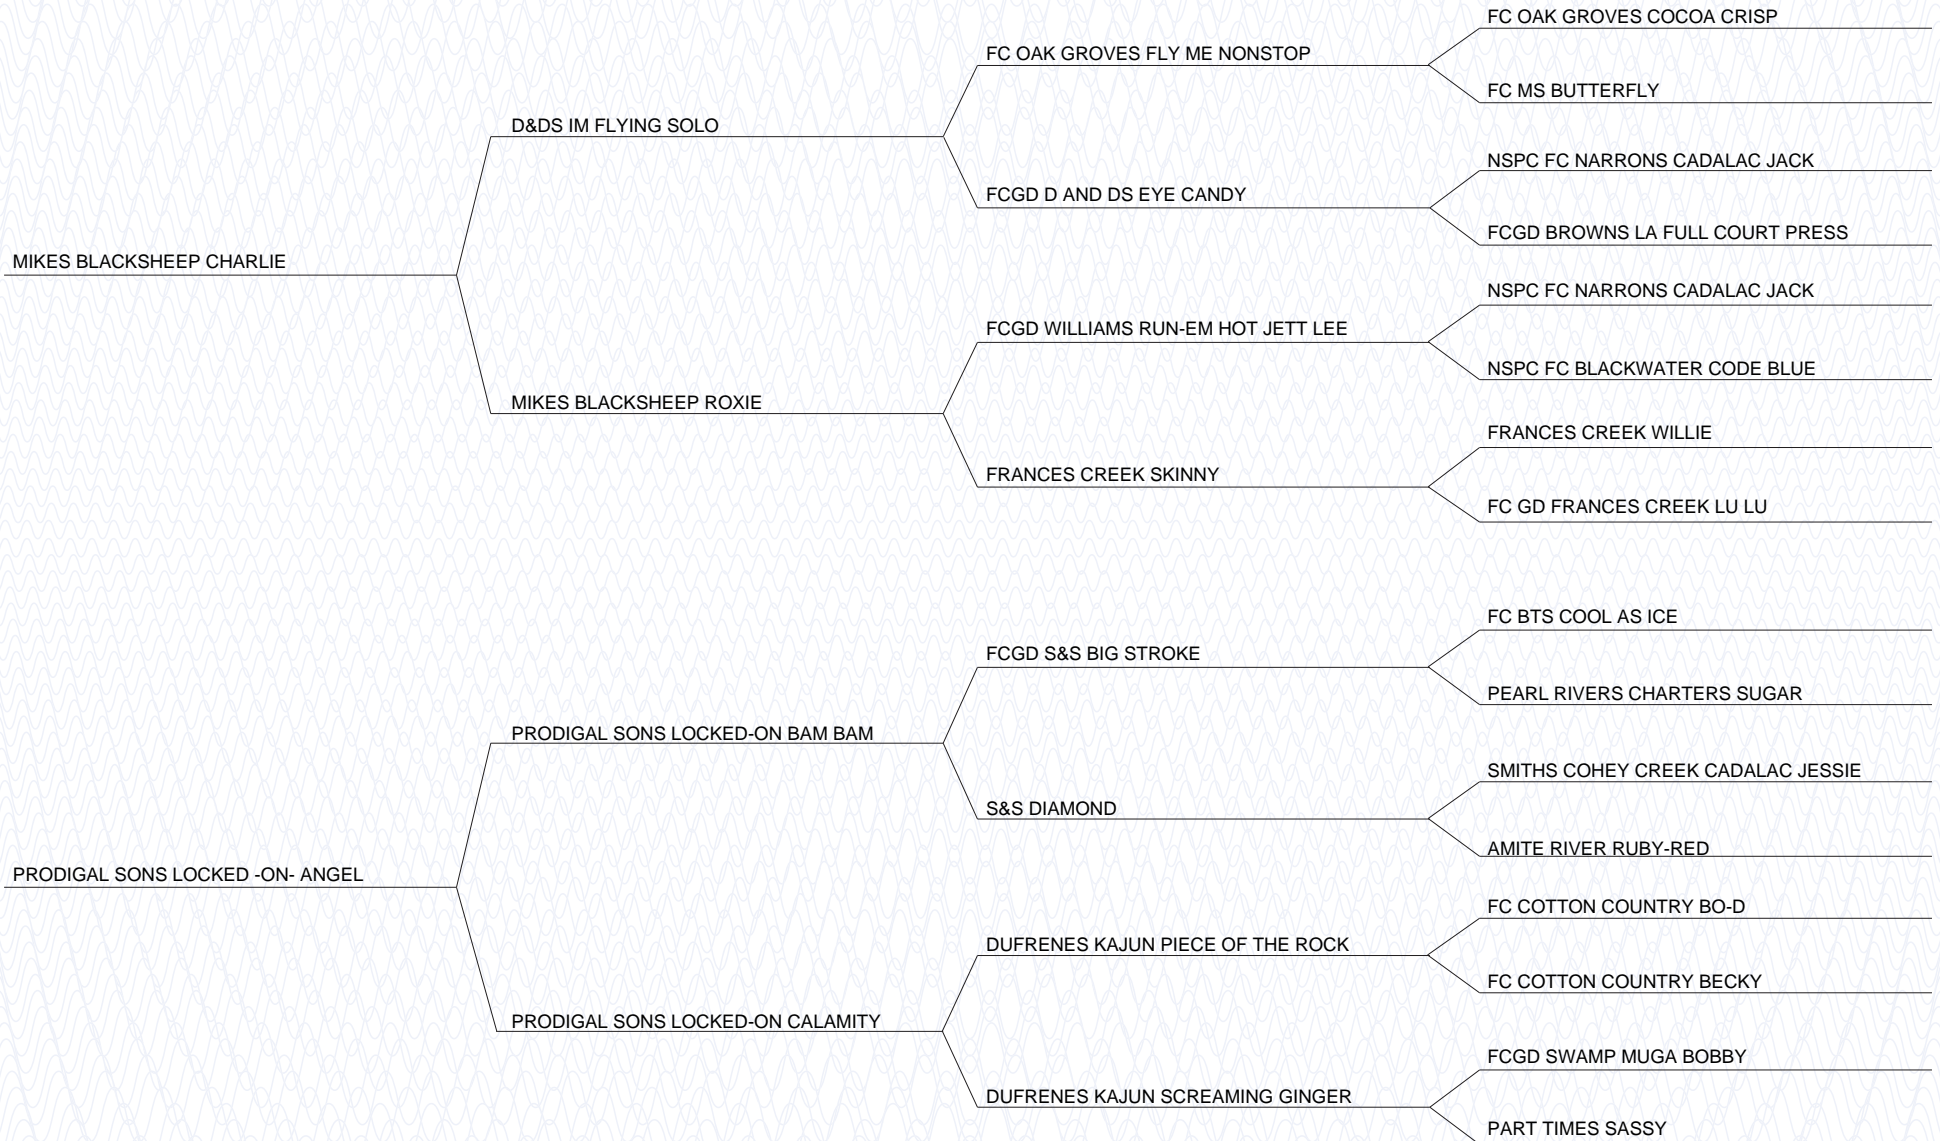 FC OAK GROVES COCOA CRISP
FC OAK GROVES FLY ME NONSTOP
FC MS BUTTERFLY
D&DS IM FLYING SOLO
NSPC FC NARRONS CADALAC JACK
FCGD D AND DS EYE CANDY
FCGD BROWNS LA FULL COURT PRESS
MIKES BLACKSHEEP CHARLIE
NSPC FC NARRONS CADALAC JACK
FCGD WILLIAMS RUN-EM HOT JETT LEE
NSPC FC BLACKWATER CODE BLUE
MIKES BLACKSHEEP ROXIE
FRANCES CREEK WILLIE
FRANCES CREEK SKINNY
FC GD FRANCES CREEK LU LU
FC BTS COOL AS ICE
FCGD S&S BIG STROKE
PEARL RIVERS CHARTERS SUGAR
PRODIGAL SONS LOCKED-ON BAM BAM
SMITHS COHEY CREEK CADALAC JESSIE
S&S DIAMOND
AMITE RIVER RUBY-RED
PRODIGAL SONS LOCKED -ON- ANGEL
FC COTTON COUNTRY BO-D
DUFRENES KAJUN PIECE OF THE ROCK
FC COTTON COUNTRY BECKY
PRODIGAL SONS LOCKED-ON CALAMITY
FCGD SWAMP MUGA BOBBY
DUFRENES KAJUN SCREAMING GINGER
PART TIMES SASSY